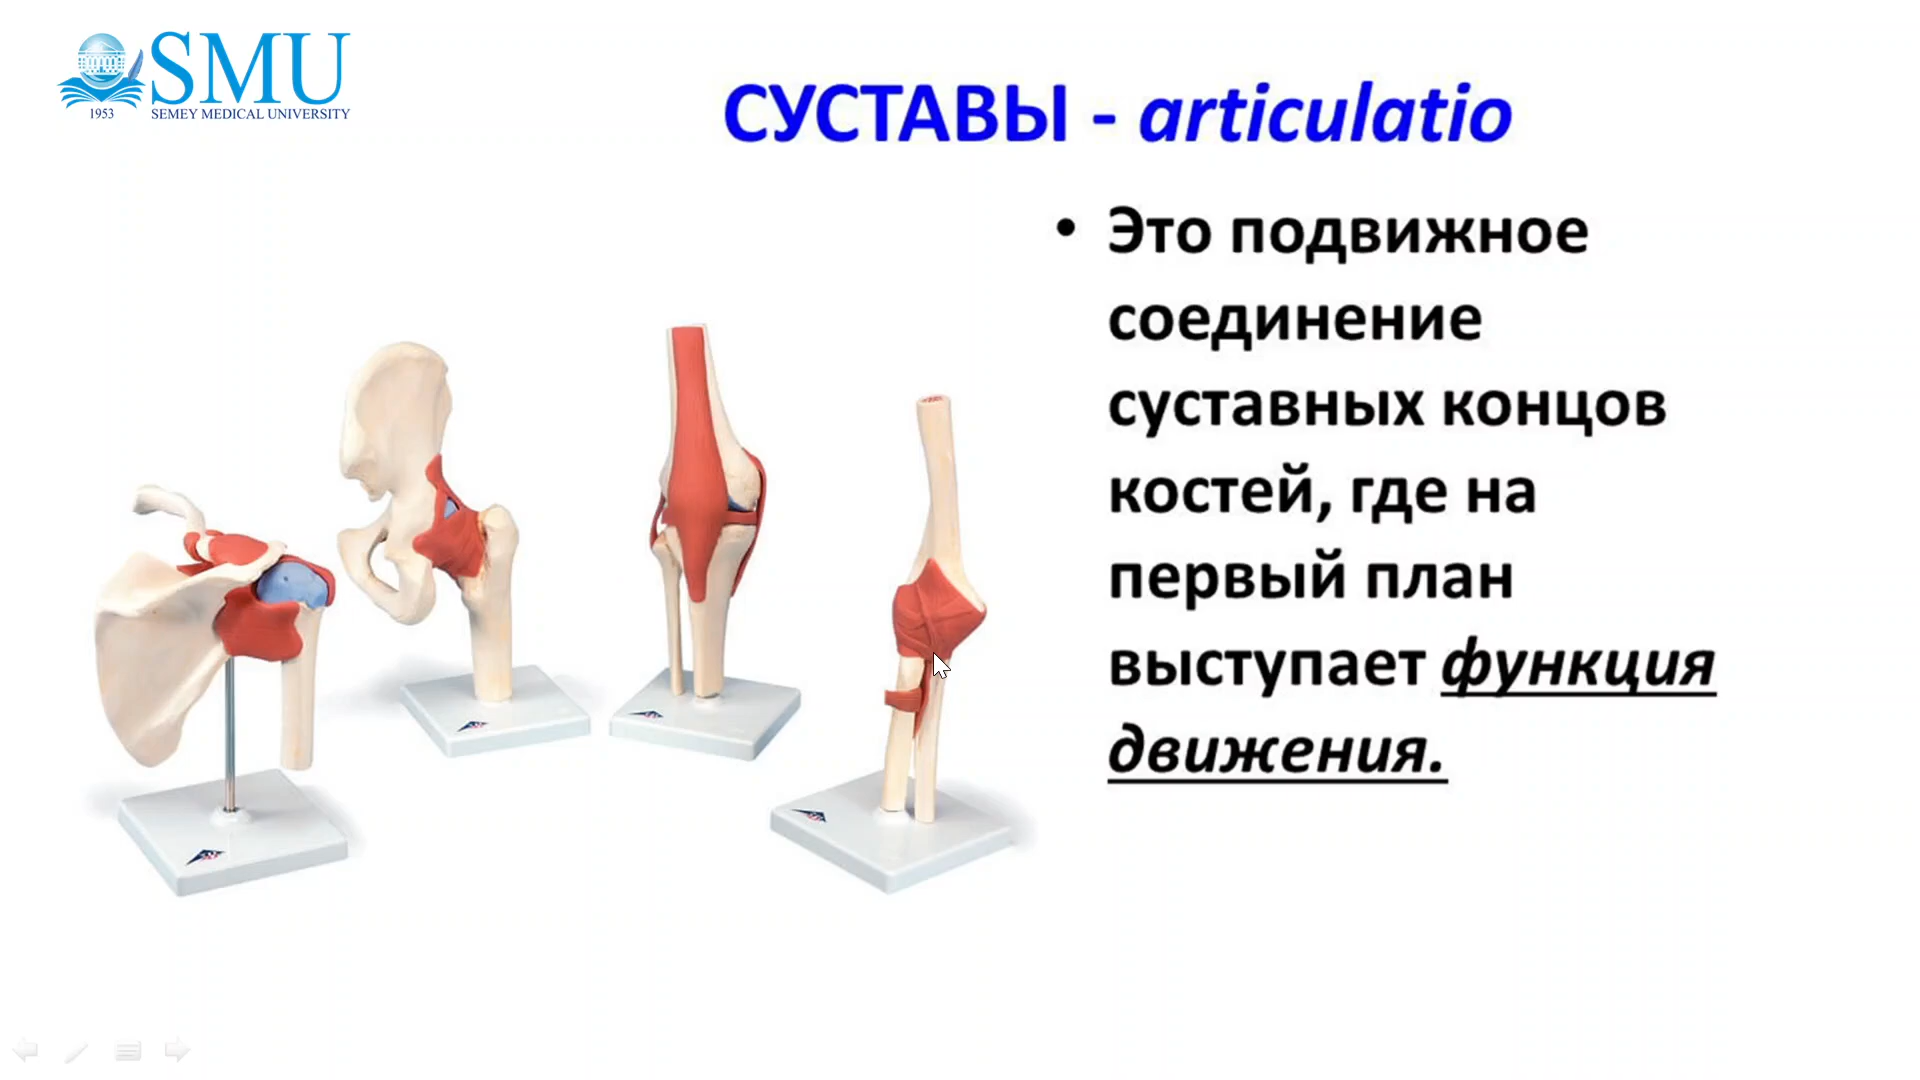 SMU
1953
SEMEY MEDICAL UNIVERSITY
СУСТАВЫ - articulatio
• Это подвижное
соединение
суставных концов
костей, где на
первый план
выступает функция
движения.